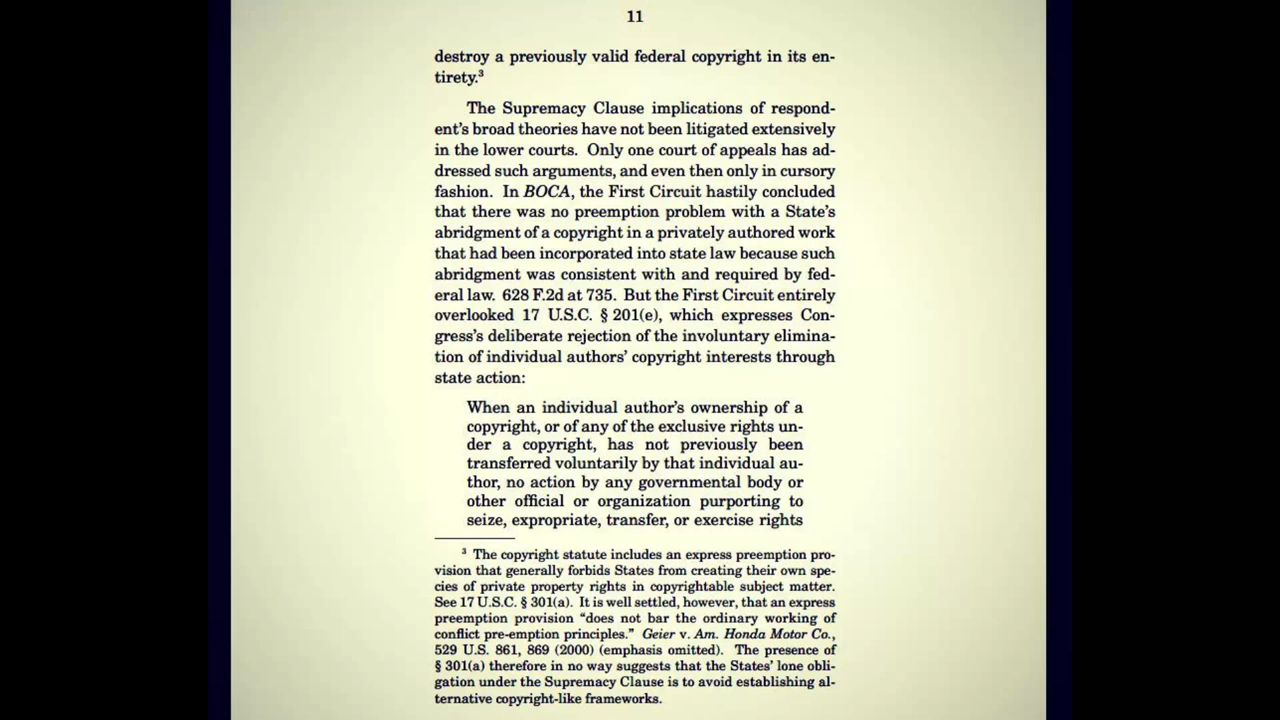 11
destroy a previously valid federal copyright in its en-
tirety.³
The Supremacy Clause implications of respond-
ent's broad theories have not been litigated extensively
in the lower courts. Only one court of appeals has ad-
dressed such arguments, and even then only in cursory
fashion. In BOCA, the First Circuit hastily concluded
that there was no preemption problem with a State's
abridgment of a copyright in a privately authored work
that had been incorporated into state law because such
abridgment was consistent with and required by fed-
eral law. 628 F.2d at 735. But the First Circuit entirely
overlooked 17 U.S.C. § 201(e), which expresses Con-
gress's deliberate rejection of the involuntary elimina-
tion of individual authors' copyright interests through
state action:
When an individual author's ownership of a
copyright, or of any of the exclusive rights un-
der a copyright, has not previously been
transferred voluntarily by that individual au-
thor, no action by any governmental body or
other official or organization purporting to
seize, expropriate, transfer, or exercise rights
³ The copyright statute includes an express preemption pro-
vision that generally forbids States from creating their own spe-
cies of private property rights in copyrightable subject matter.
See 17 U.S.C. § 301(a). It is well settled, however, that an express
preemption provision "does not bar the ordinary working of
conflict pre-emption principles." Geier v. Am. Honda Motor Co.,
529 U.S. 861, 869 (2000) (emphasis omitted). The presence of
§ 301(a) therefore in no way suggests that the States' lone obli-
gation under the Supremacy Clause is to avoid establishing al-
ternative copyright-like frameworks.